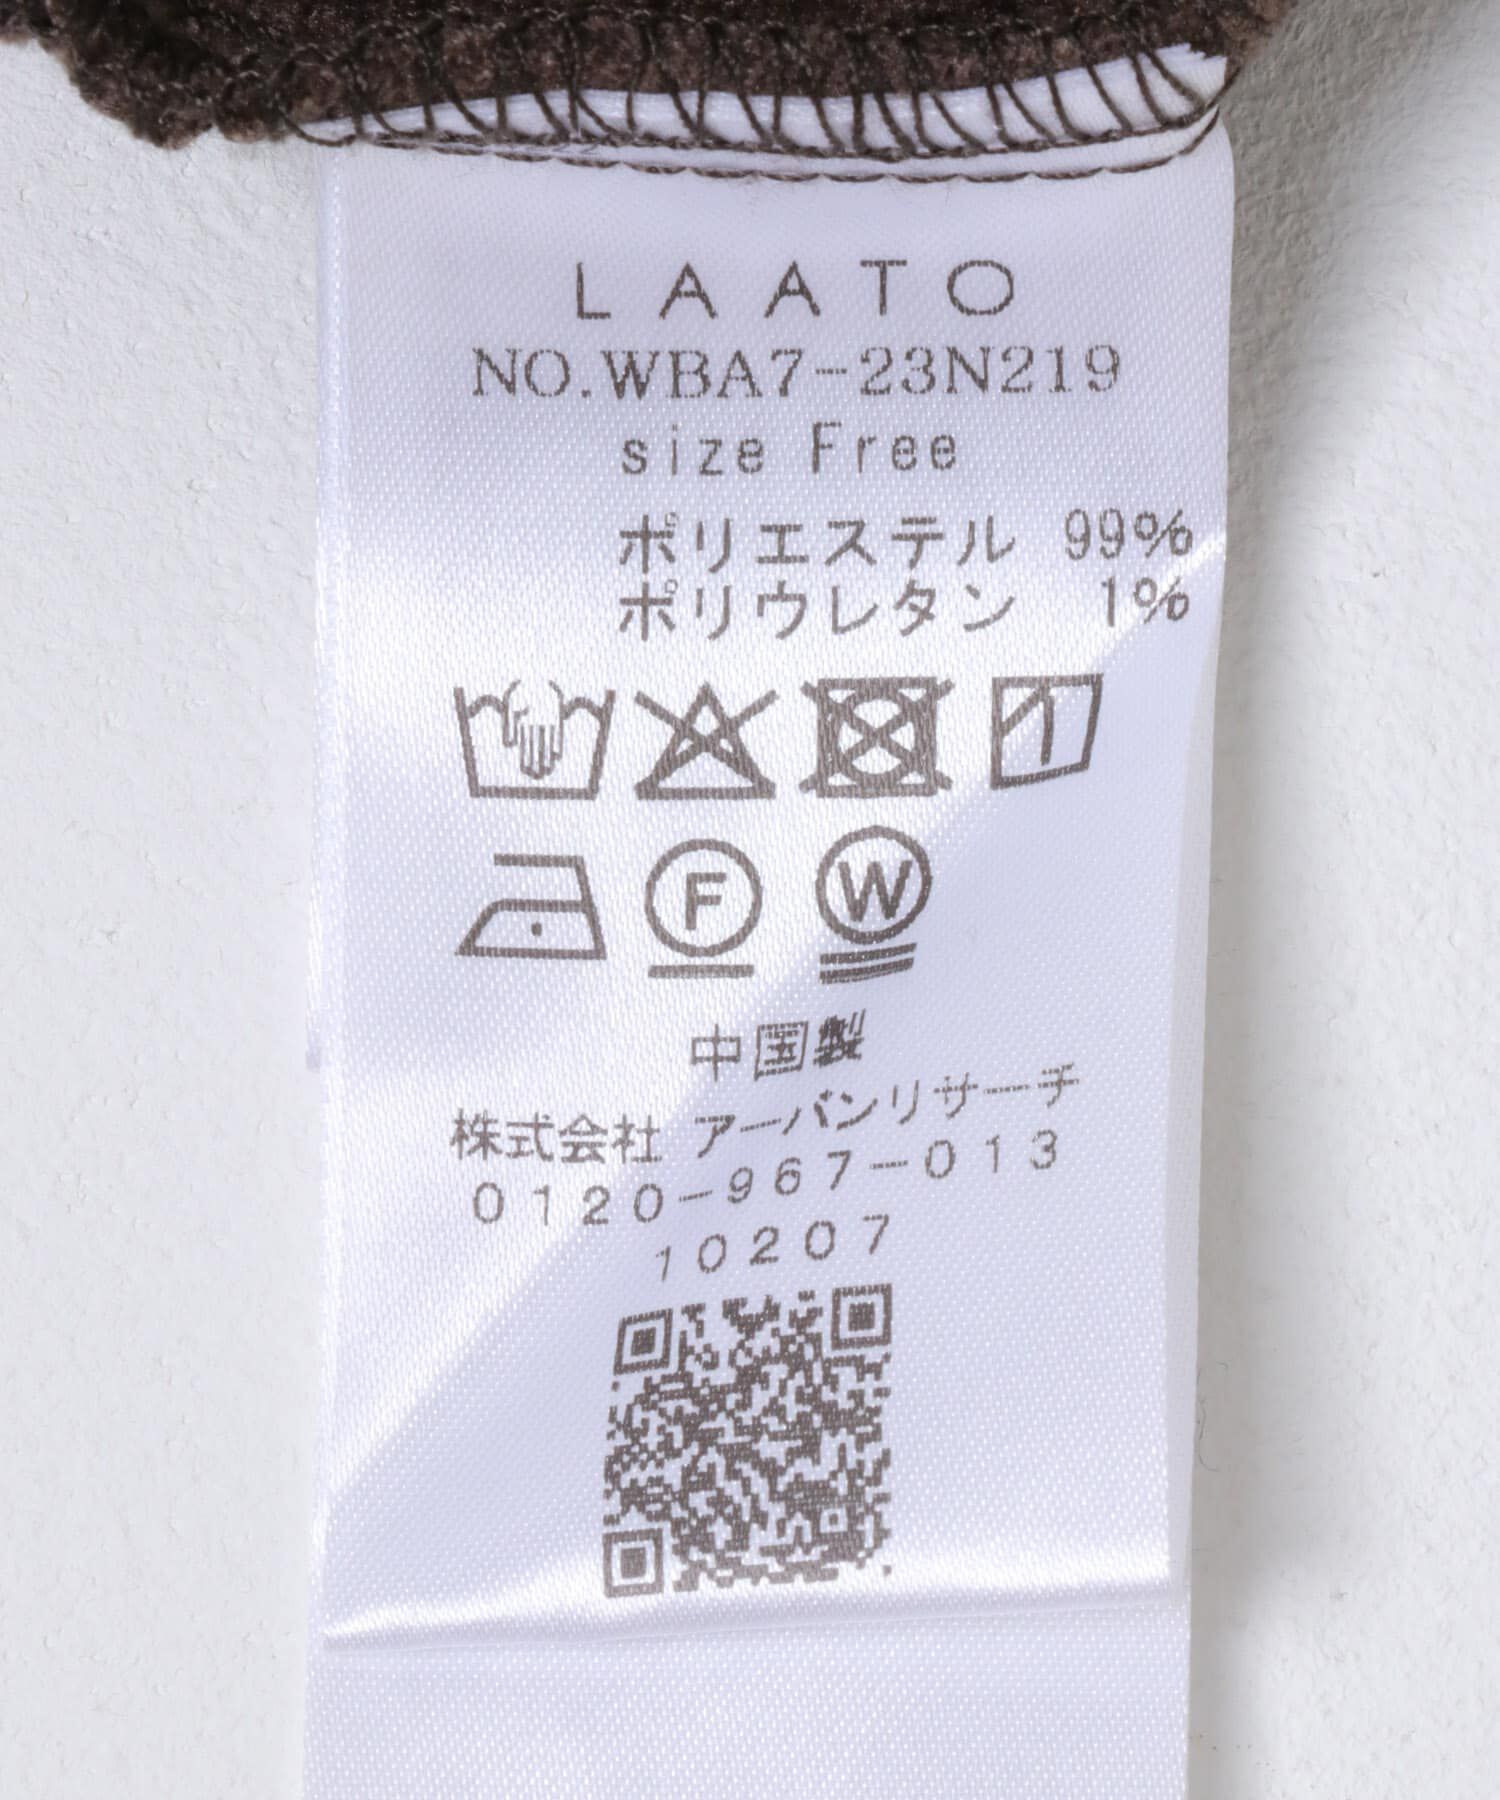 LAATO
NO.WBA7-23N219
size Free
ポリエステル 99%
ポリウレタン 1%
F W
中国製
株式会社 アーバンリサーチ
0120-967-013
10207